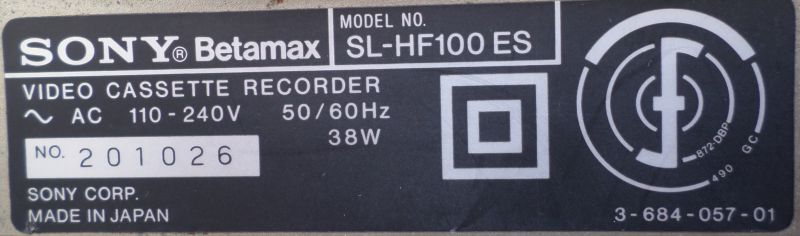 SONY® Betamax
MODEL NO.
SL-HF100 ES
VIDEO CASSETTE RECORDER
~ AC 110-240V 50/60Hz
38W
NO. 201026
SONY CORP.
MADE IN JAPAN
872-DBP
490 GC
3-684-057-01